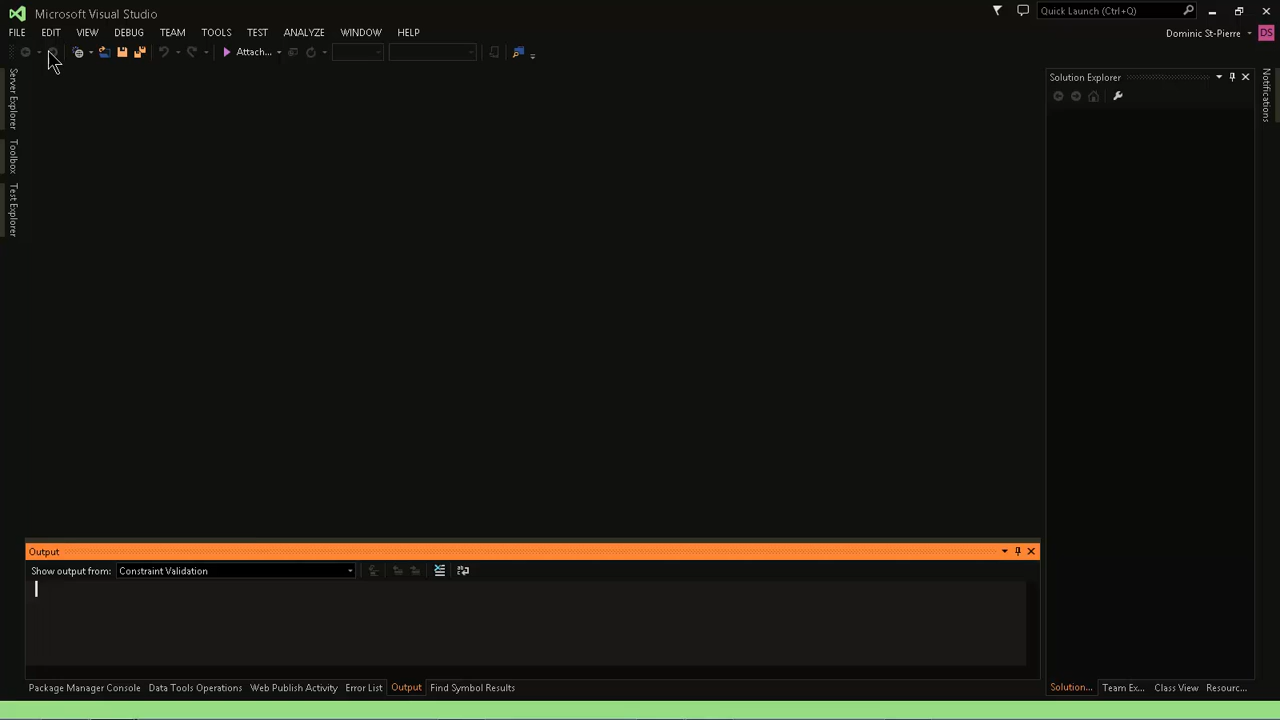 Microsoft Visual Studio
Quick Launch (Ctrl+Q)
FILE EDIT VIEW DEBUG TEAM TOOLS TEST ANALYZE WINDOW HELP
Dominic St-Pierre DS
Attach...
Server Explorer
Toolbox
Test Explorer
Solution Explorer
Notifications
Output
Show output from: Constraint Validation
Package Manager Console Data Tools Operations Web Publish Activity Error List Output Find Symbol Results
Solution... Team Ex... Class View Resourc...